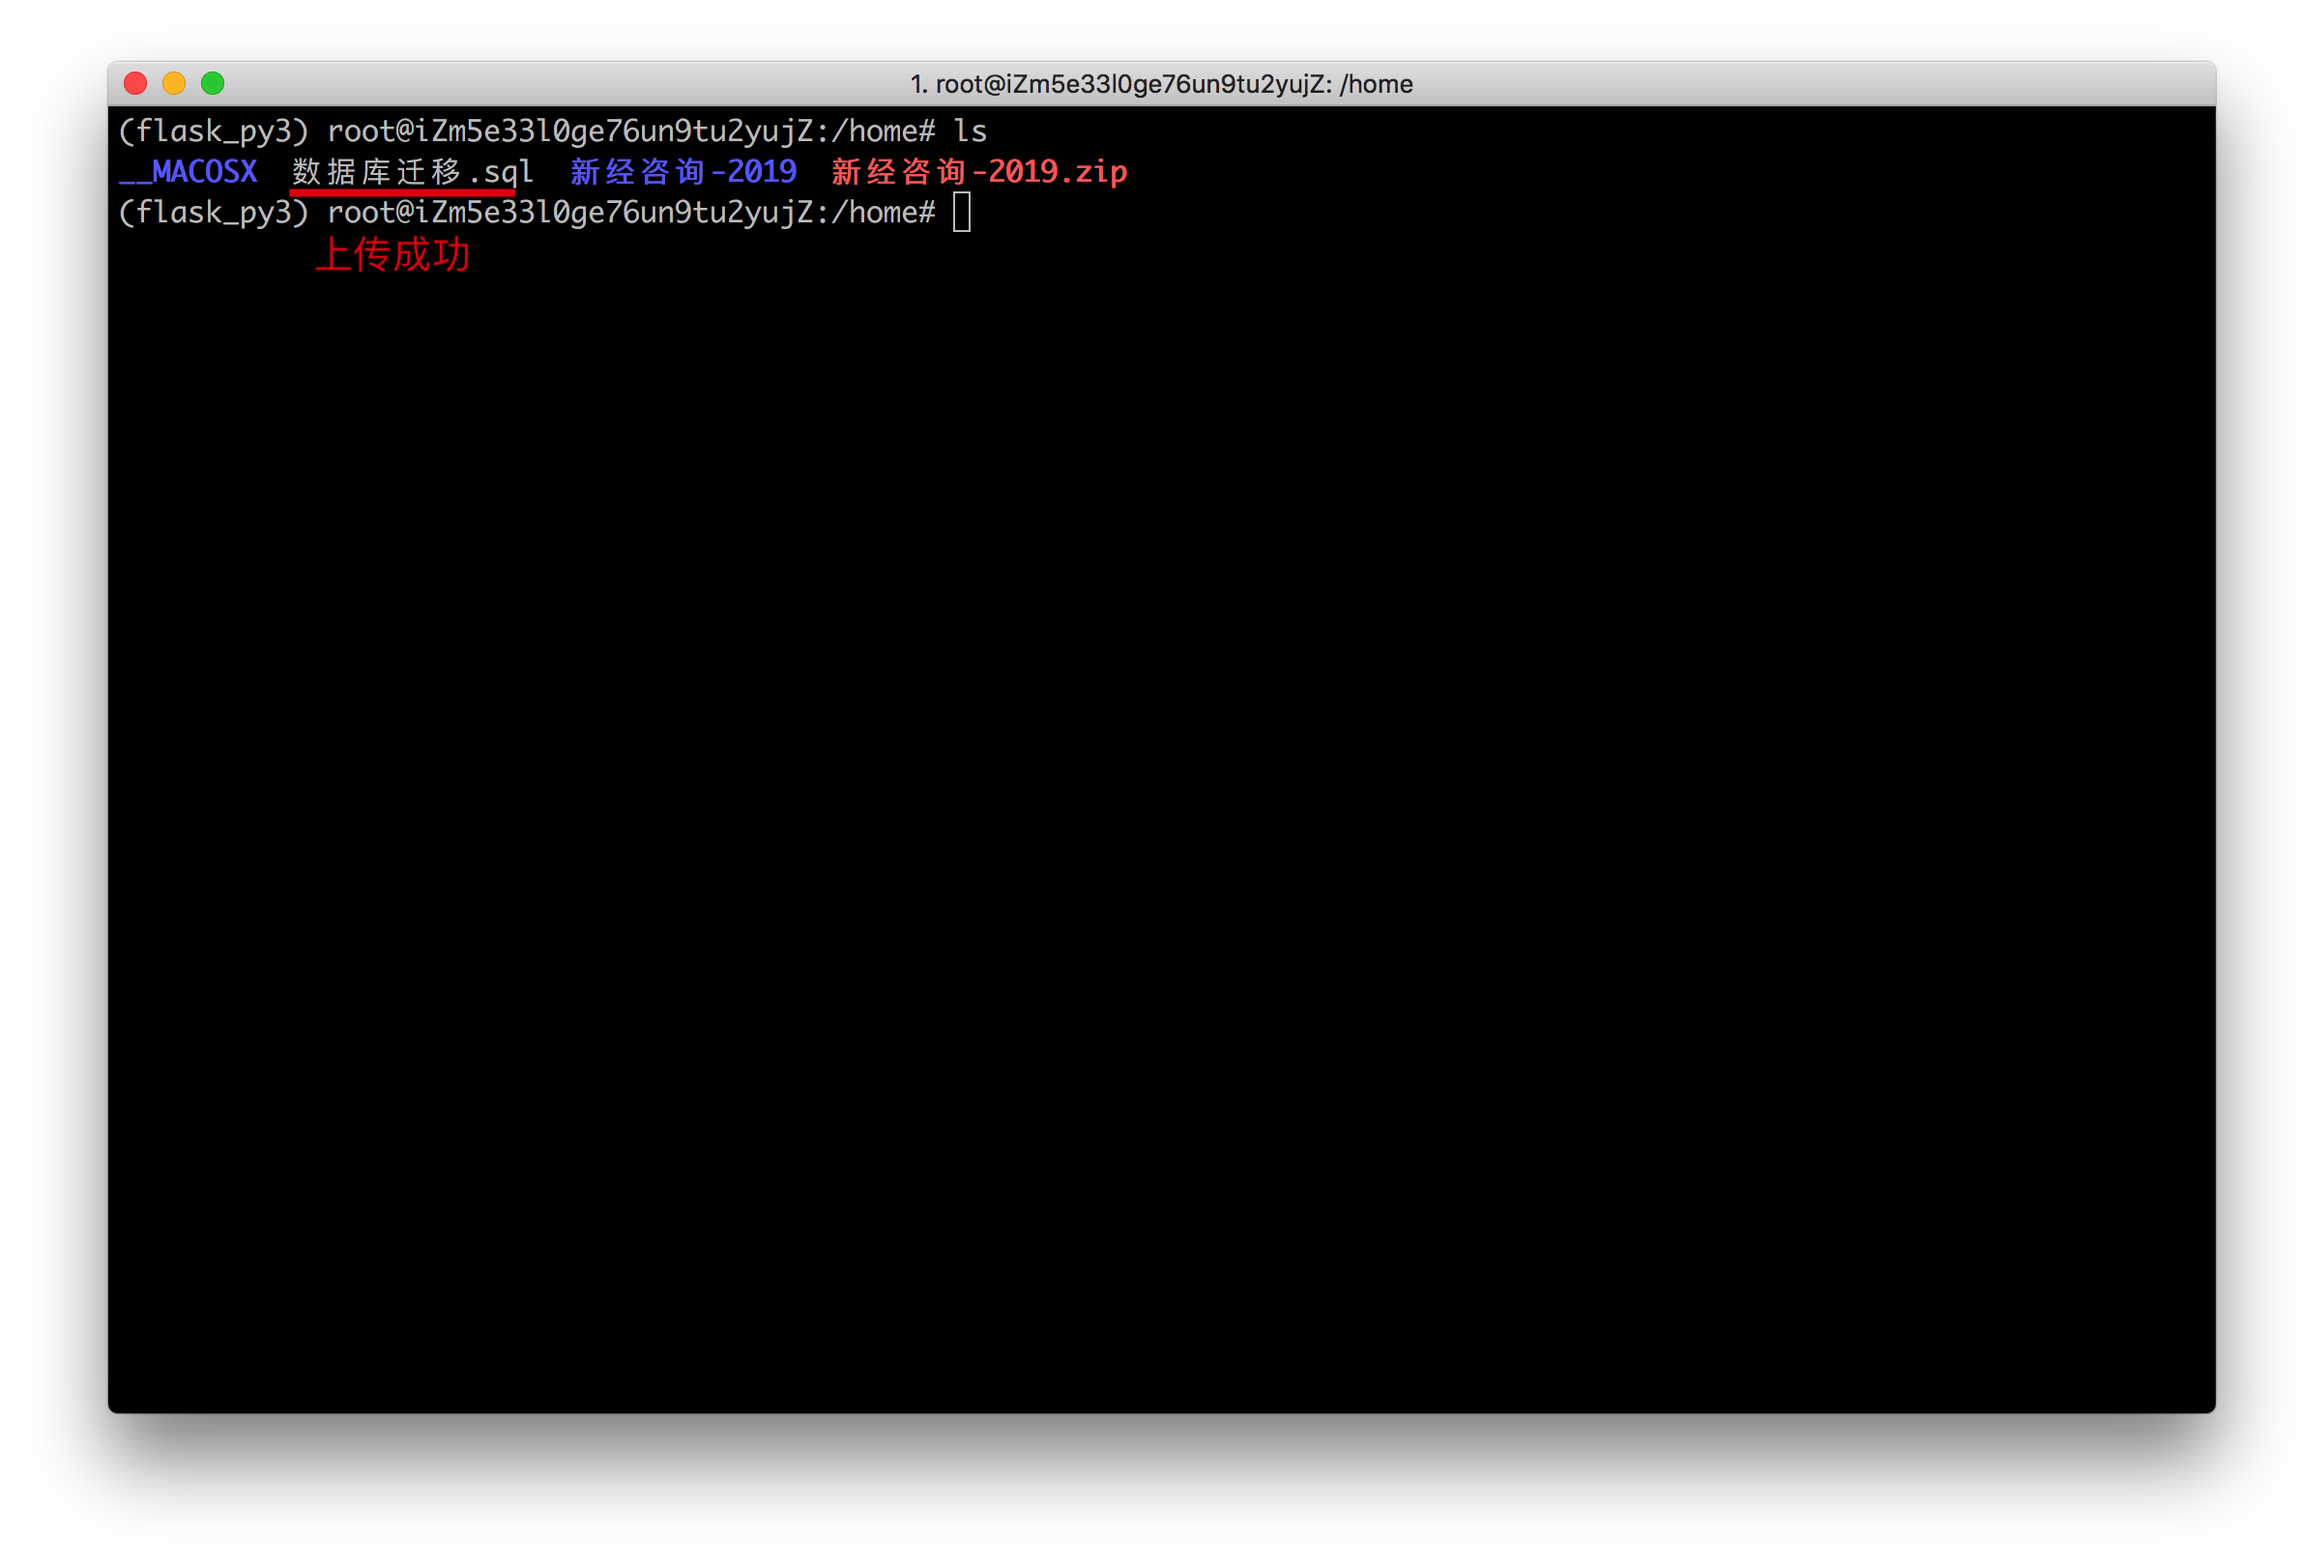 1. root@iZm5e33l0ge76un9tu2yujZ: /home
(flask_py3) root@iZm5e33l0ge76un9tu2yujZ:/home# ls
__MACOSX  数据库迁移.sql  新经咨询-2019  新经咨询-2019.zip
(flask_py3) root@iZm5e33l0ge76un9tu2yujZ:/home#
上传成功